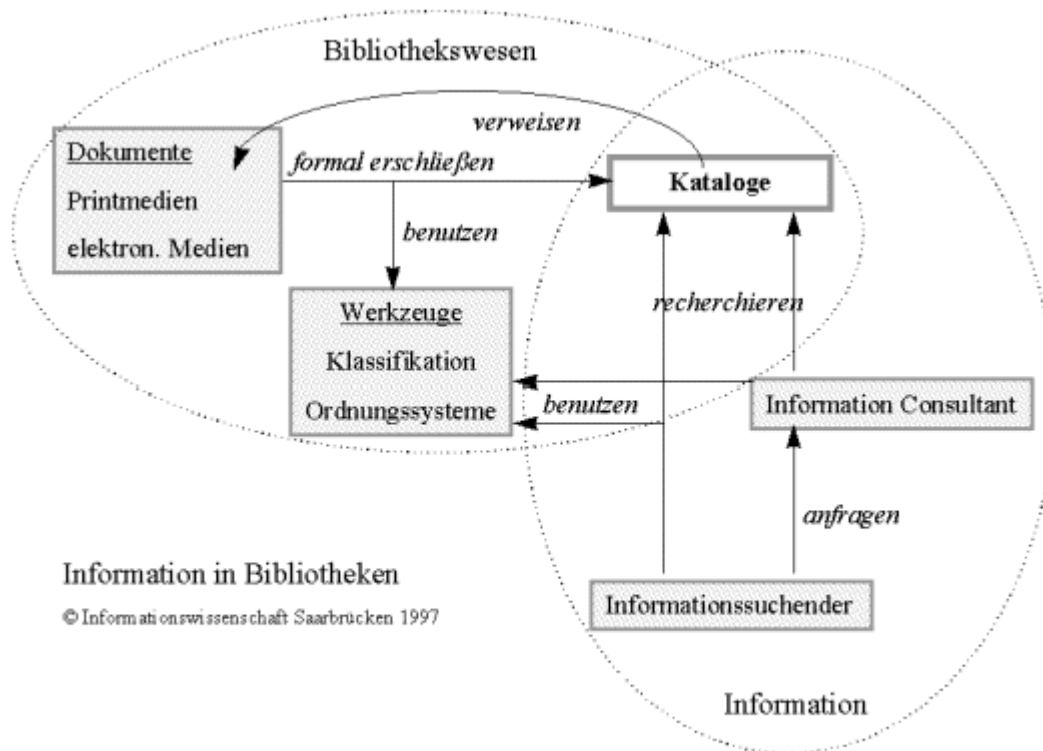 Bibliothekswesen
verweisen
Dokumente
Printmedien
elektron. Medien
formal erschließen
Kataloge
benutzen
Werkzeuge
Klassifikation
Ordnungssysteme
recherchieren
benutzen
Information Consultant
anfragen
Information in Bibliotheken
© Informationswissenschaft Saarbrücken 1997
Informationssuchender
Information